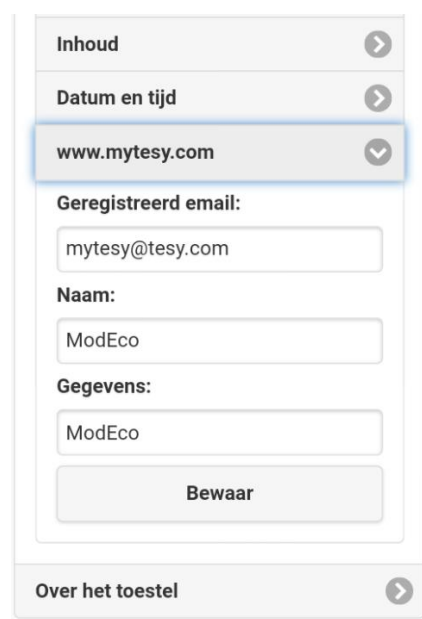 Inhoud
Datum en tijd
www.mytesy.com
Geregistreerd email:
mytesy@tesy.com
Naam:
ModEco
Gegevens:
ModEco
Bewaar
Over het toestel